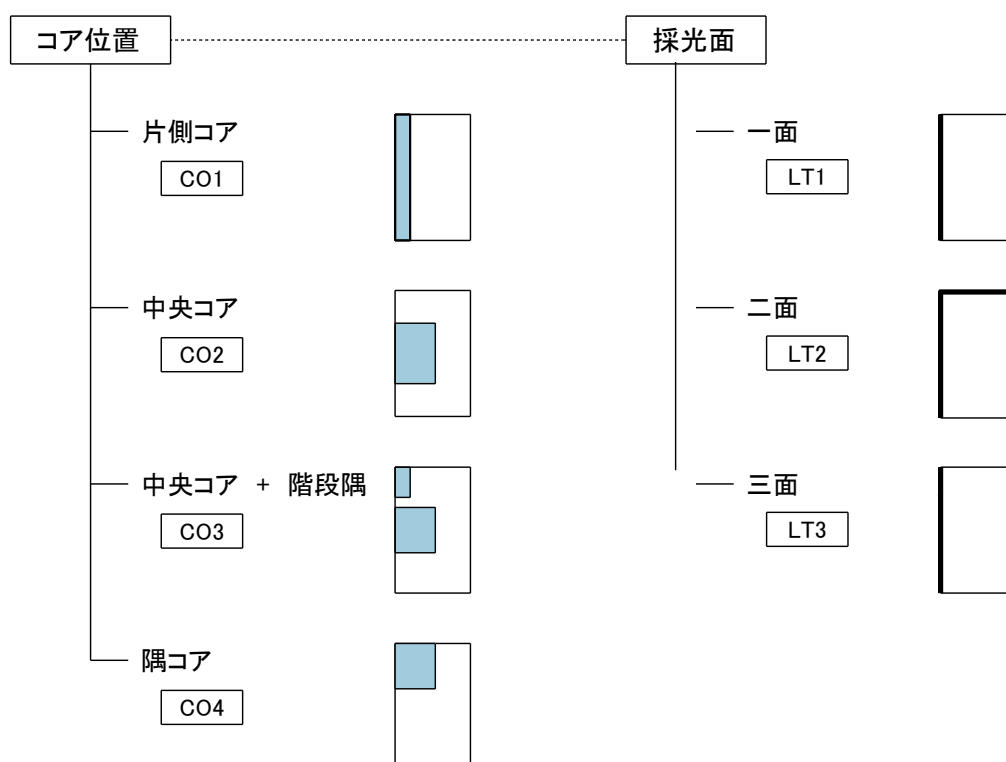 コア位置
採光面
片側コア
CO1
一面
LT1
中央コア
CO2
二面
LT2
中央コア + 階段隅
CO3
三面
LT3
隅コア
CO4